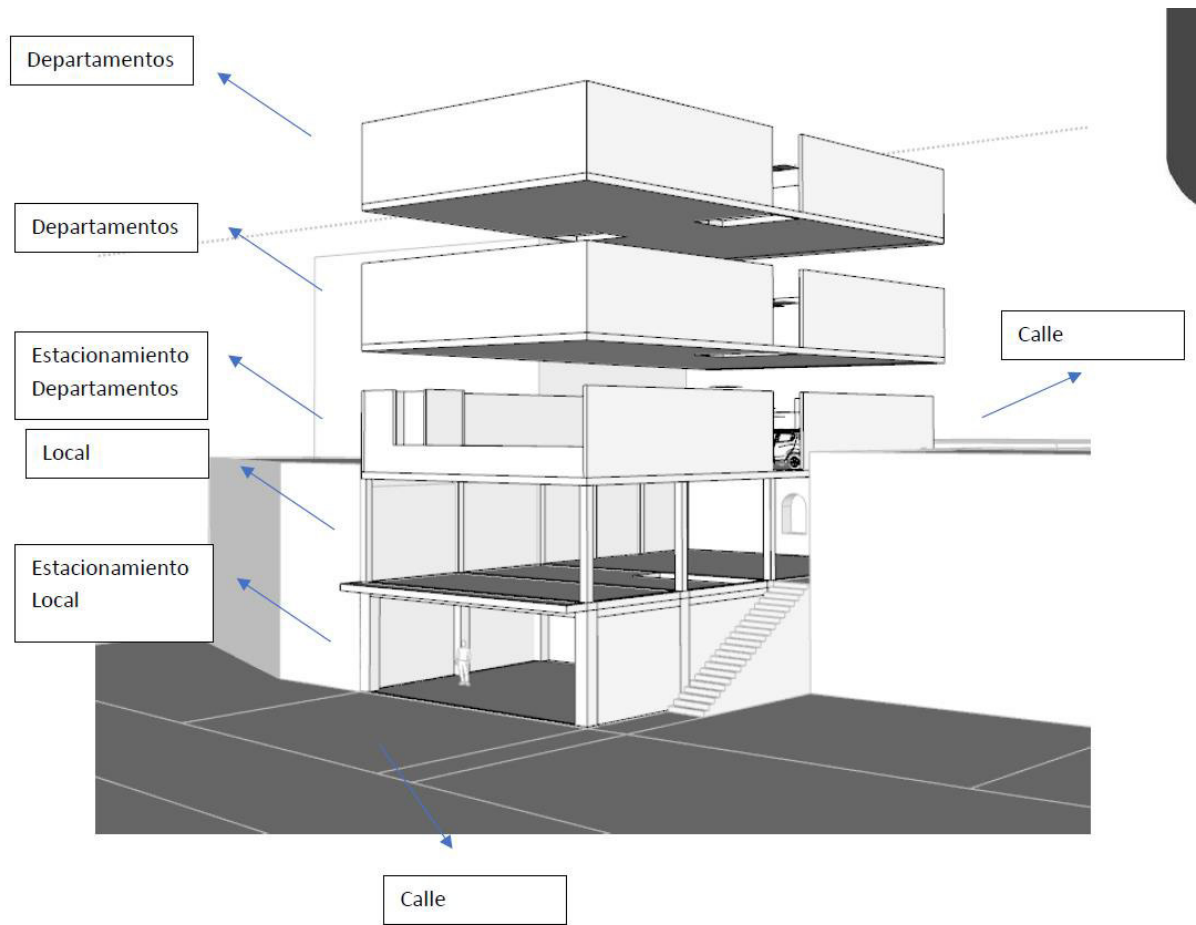 Departamentos
Departamentos
Estacionamiento
Departamentos
Calle
Local
Estacionamiento
Local
Calle